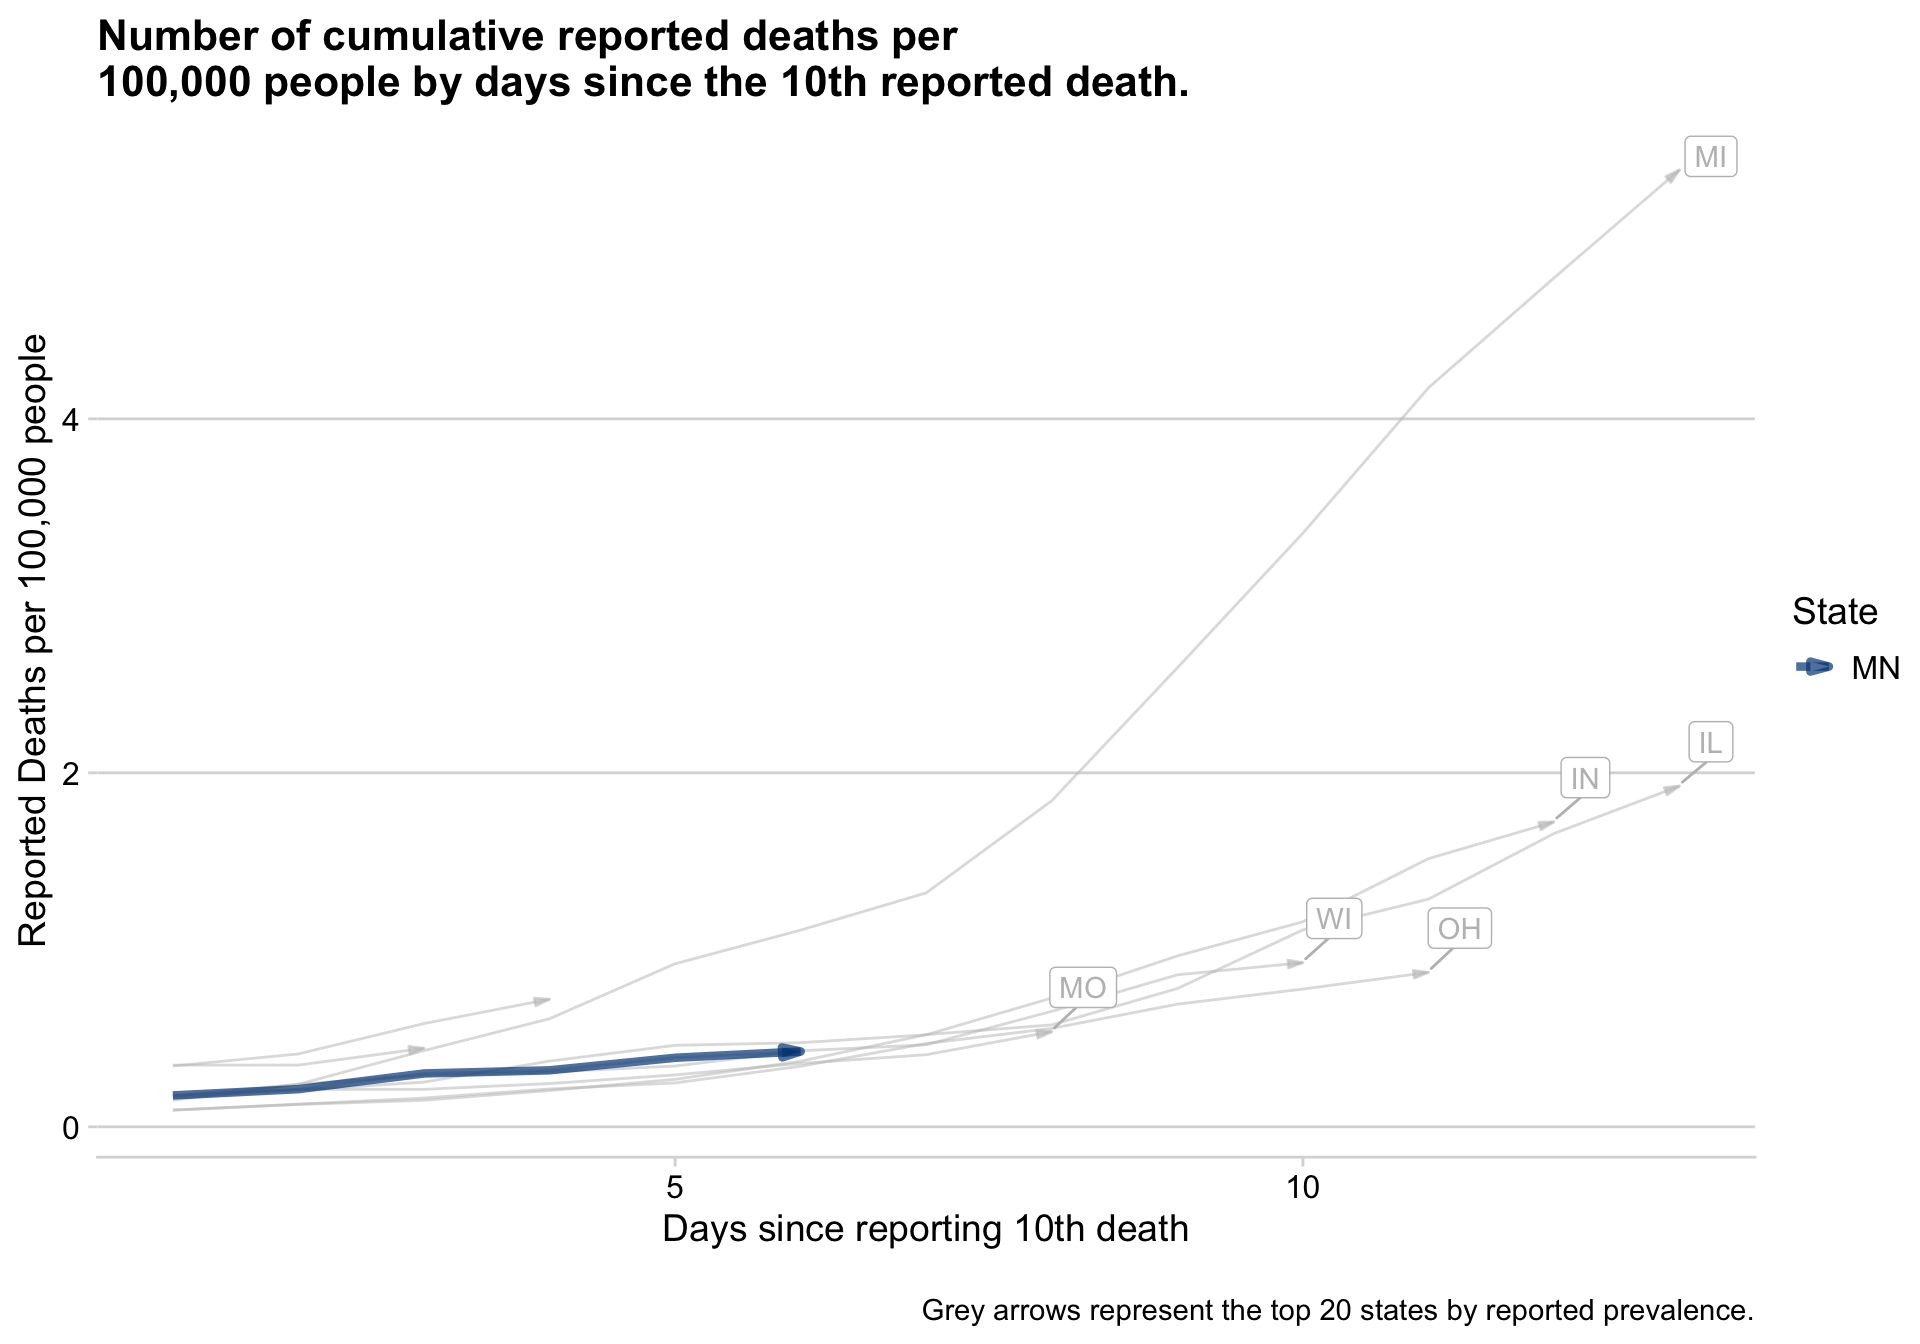 Number of cumulative reported deaths per
100,000 people by days since the 10th reported death.
Reported Deaths per 100,000 people
4
2
0
MI
IL
IN
WI
OH
MO
State
MN
5
10
Days since reporting 10th death
Grey arrows represent the top 20 states by reported prevalence.